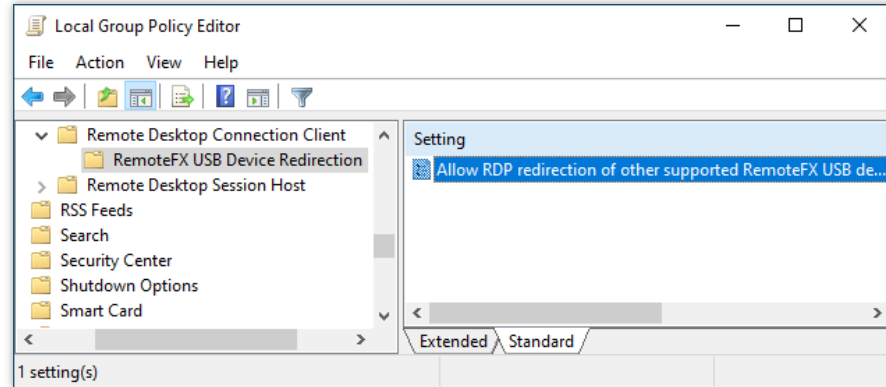 Local Group Policy Editor
File Action View Help
Remote Desktop Connection Client
RemoteFX USB Device Redirection
Remote Desktop Session Host
RSS Feeds
Search
Security Center
Shutdown Options
Smart Card
Setting
Allow RDP redirection of other supported RemoteFX USB de...
Extended Standard
1 setting(s)